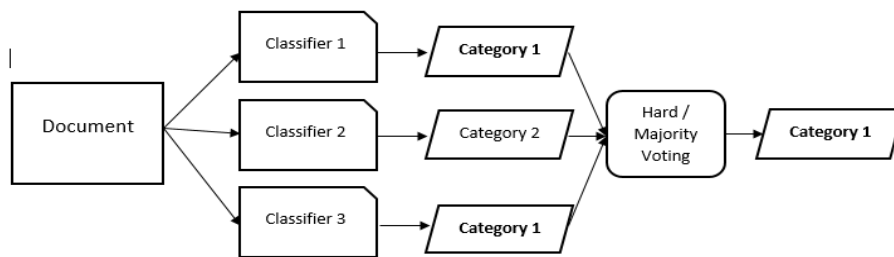 Document
Classifier 1
Category 1
Classifier 2
Category 2
Classifier 3
Category 1
Hard /
Majority
Voting
Category 1